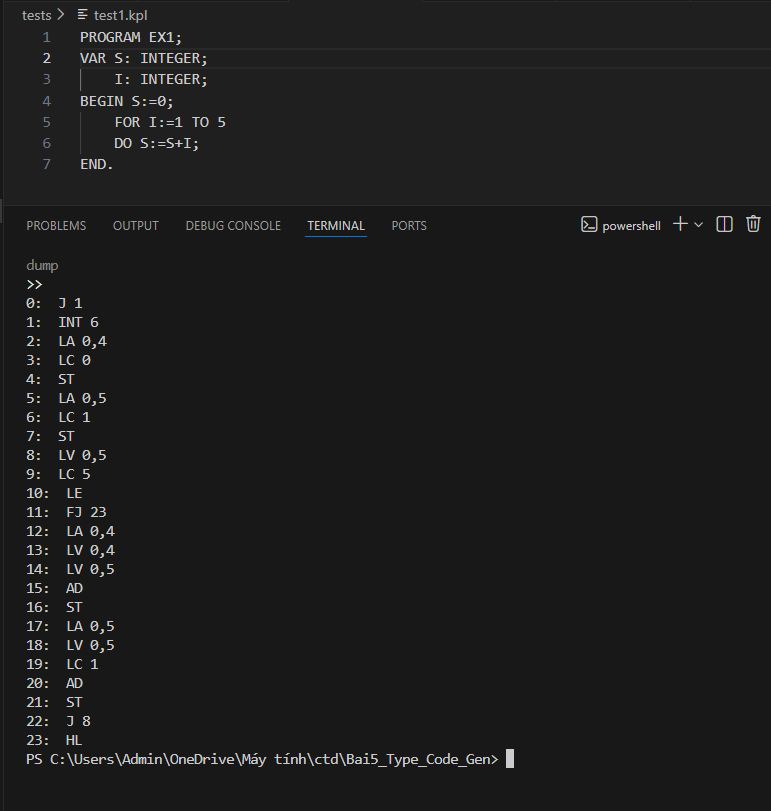 tests > test1.kpl
1 PROGRAM EX1;
2 VAR S: INTEGER;
3     I: INTEGER;
4 BEGIN S:=0;
5     FOR I:=1 TO 5
6     DO S:=S+I;
7 END.
PROBLEMS OUTPUT DEBUG CONSOLE TERMINAL PORTS powershell
dump
>>
0:  J 1
1:  INT 6
2:  LA 0,4
3:  LC 0
4:  ST
5:  LA 0,5
6:  LC 1
7:  ST
8:  LV 0,5
9:  LC 5
10:  LE
11:  FJ 23
12:  LA 0,4
13:  LV 0,4
14:  LV 0,5
15:  AD
16:  ST
17:  LA 0,5
18:  LV 0,5
19:  LC 1
20:  AD
21:  ST
22:  J 8
23:  HL
PS C:\Users\Admin\OneDrive\Máy tính\ctd\Bai5_Type_Code_Gen>